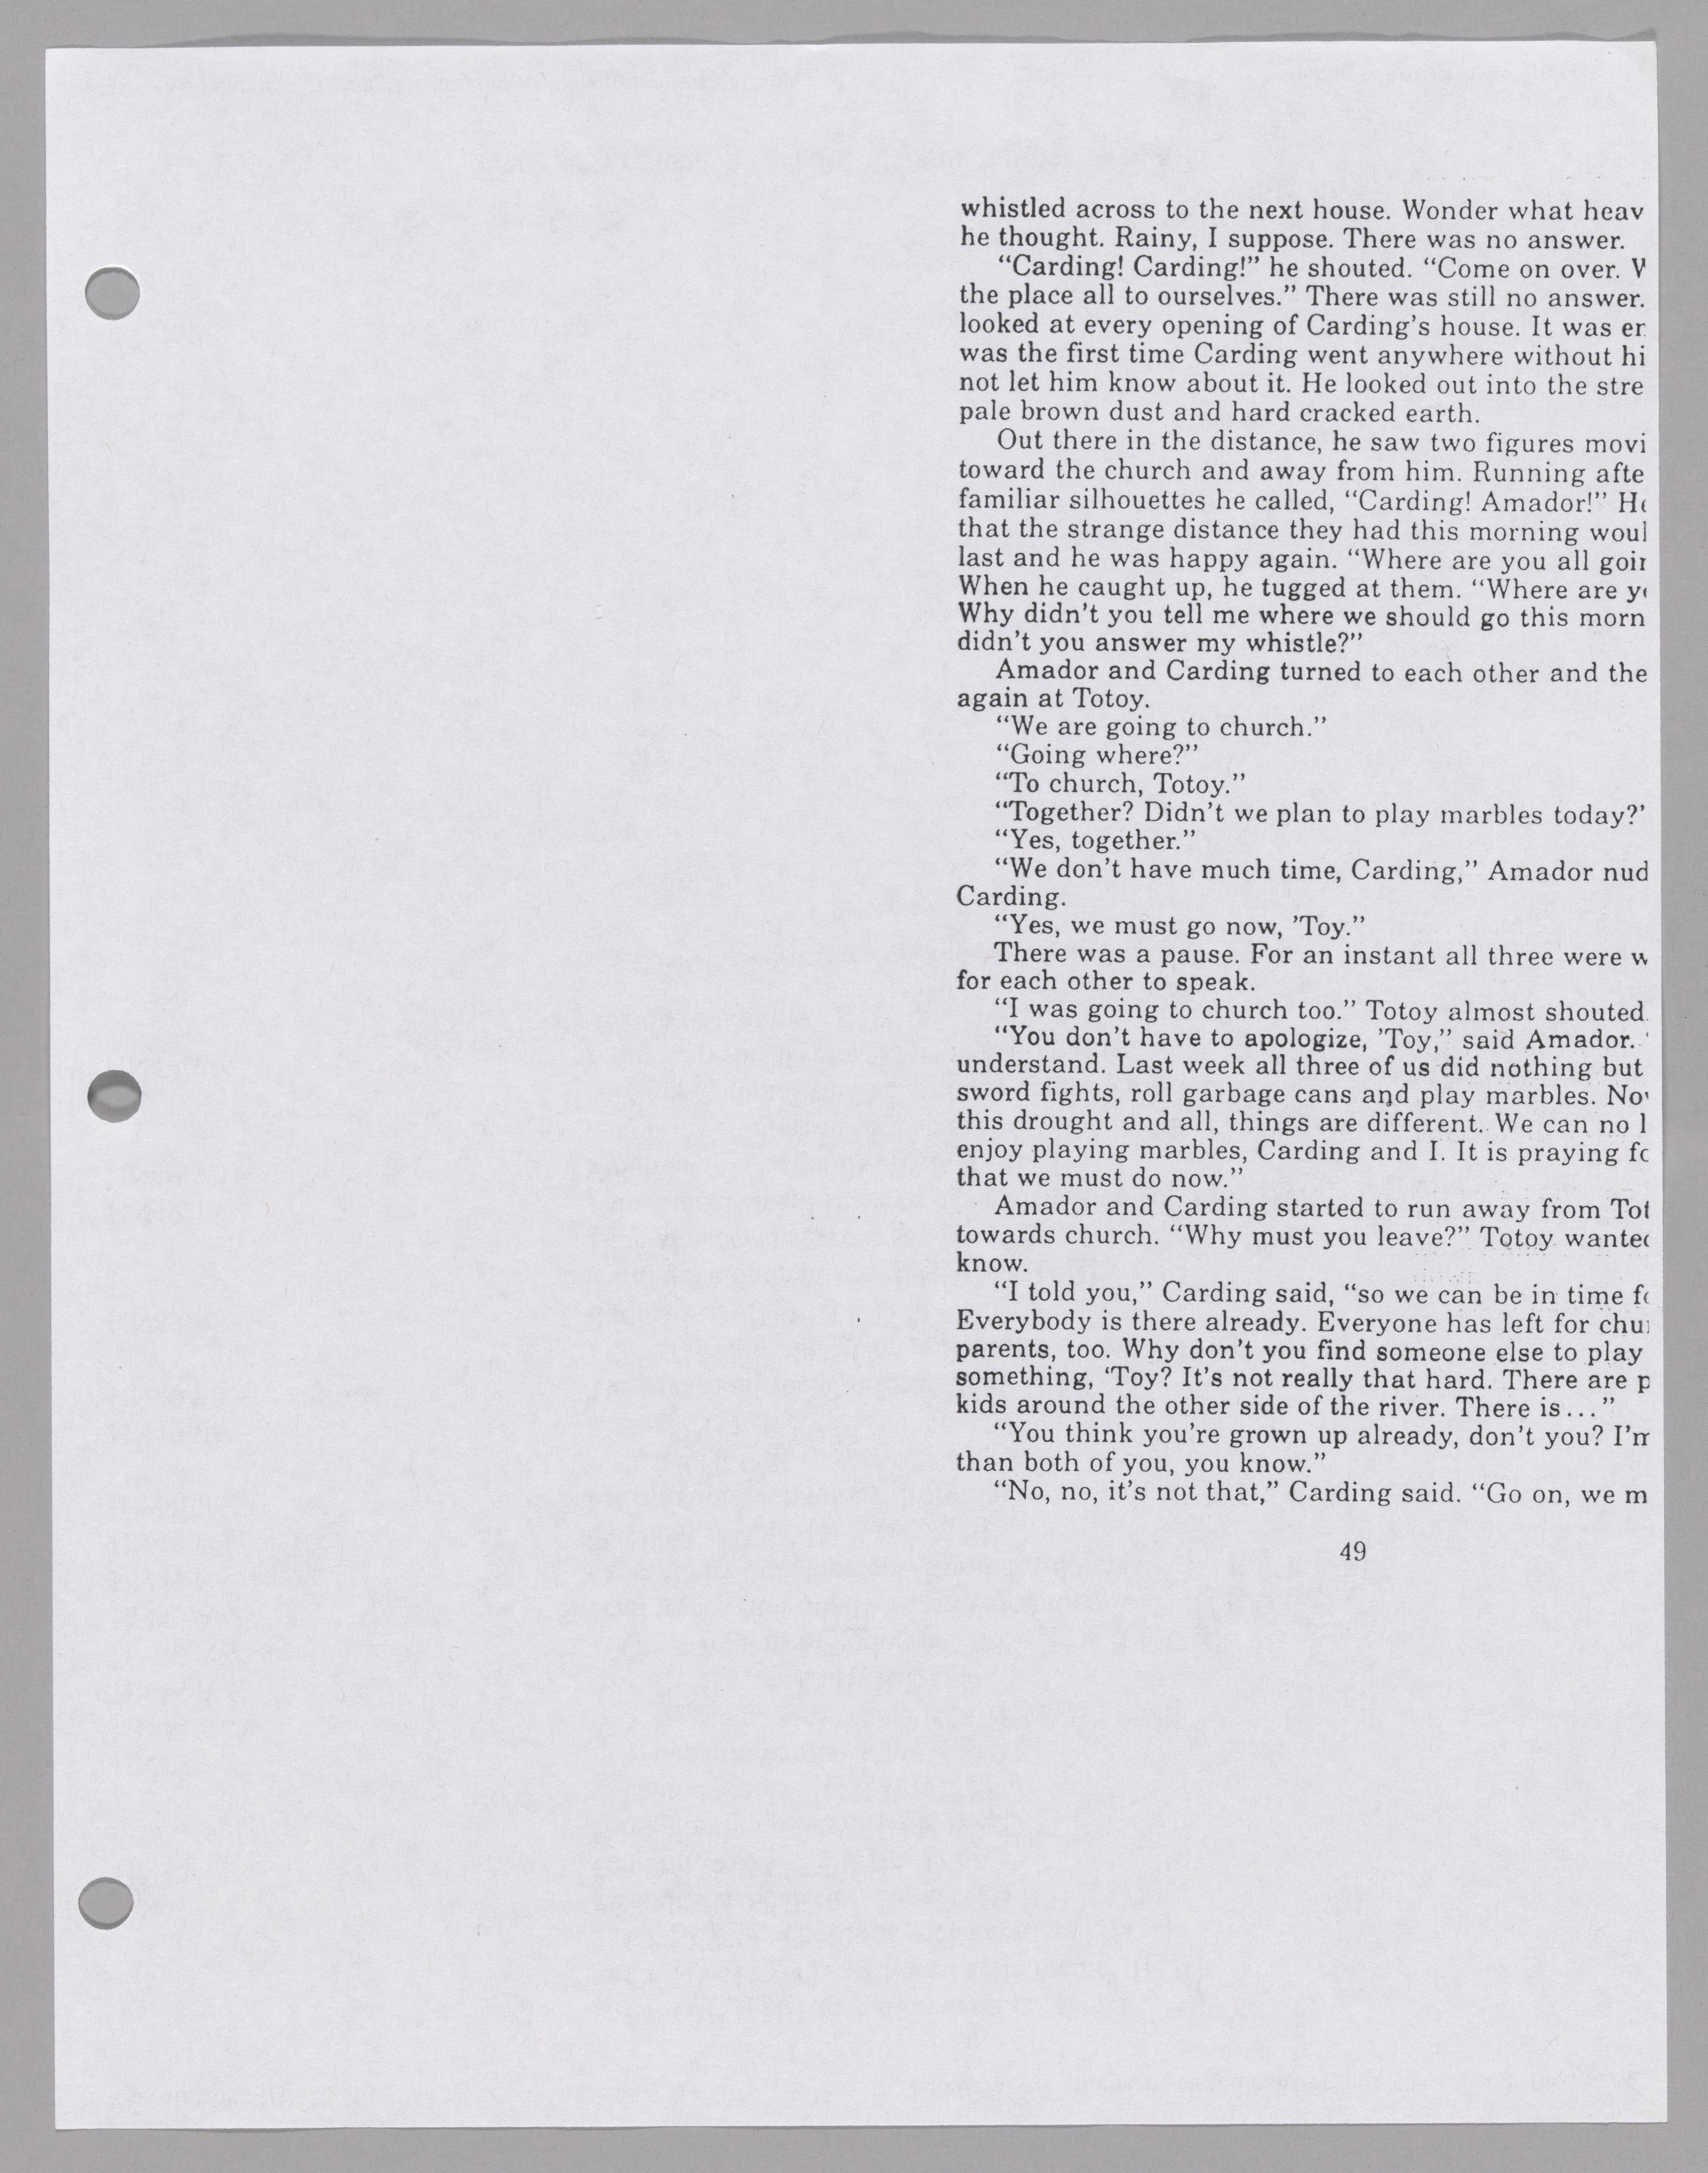 whistled across to the next house. Wonder what
he thought. Rainy, I suppose. There was no answer.
“Carding! Carding!” he shouted. “Come on over.
the place all to ourselves.” There was still no answer.
looked at every opening of Carding’s house. It was
was the first time Carding went anywhere without
not let him know about it. He looked out into the
pale brown dust and hard cracked earth.
Out there in the distance, he saw two figures
toward the church and away from him. Running
familiar silhouettes he called, “Carding! Amador!”
that the strange distance they had this morning
last and he was happy again. “Where are you all
When he caught up, he tugged at them. “Where are
Why didn’t you tell me where we should go this
didn’t you answer my whistle?”
Amador and Carding turned to each other and
again at Totoy.
“We are going to church.”
“Going where?”
“To church, Totoy.”
“Together? Didn’t we plan to play marbles today?’
“Yes, together.”
“We don’t have much time, Carding,” Amador
Carding.
“Yes, we must go now, ’Toy.”
There was a pause. For an instant all three were
for each other to speak.
“I was going to church too.” Totoy almost shouted.
“You don’t have to apologize, ’Toy,” said Amador.
understand. Last week all three of us did nothing but
sword fights, roll garbage cans and play marbles.
this drought and all, things are different. We can no
enjoy playing marbles, Carding and I. It is praying
that we must do now.”
Amador and Carding started to run away from
towards church. “Why must you leave?” Totoy
know.
“I told you,” Carding said, “so we can be in time
Everybody is there already. Everyone has left for
parents, too. Why don’t you find someone else to play
something, ‘Toy? It’s not really that hard. There are
kids around the other side of the river. There is...”
“You think you’re grown up already, don’t you?
than both of you, you know.”
“No, no, it’s not that,” Carding said. “Go on, we
49